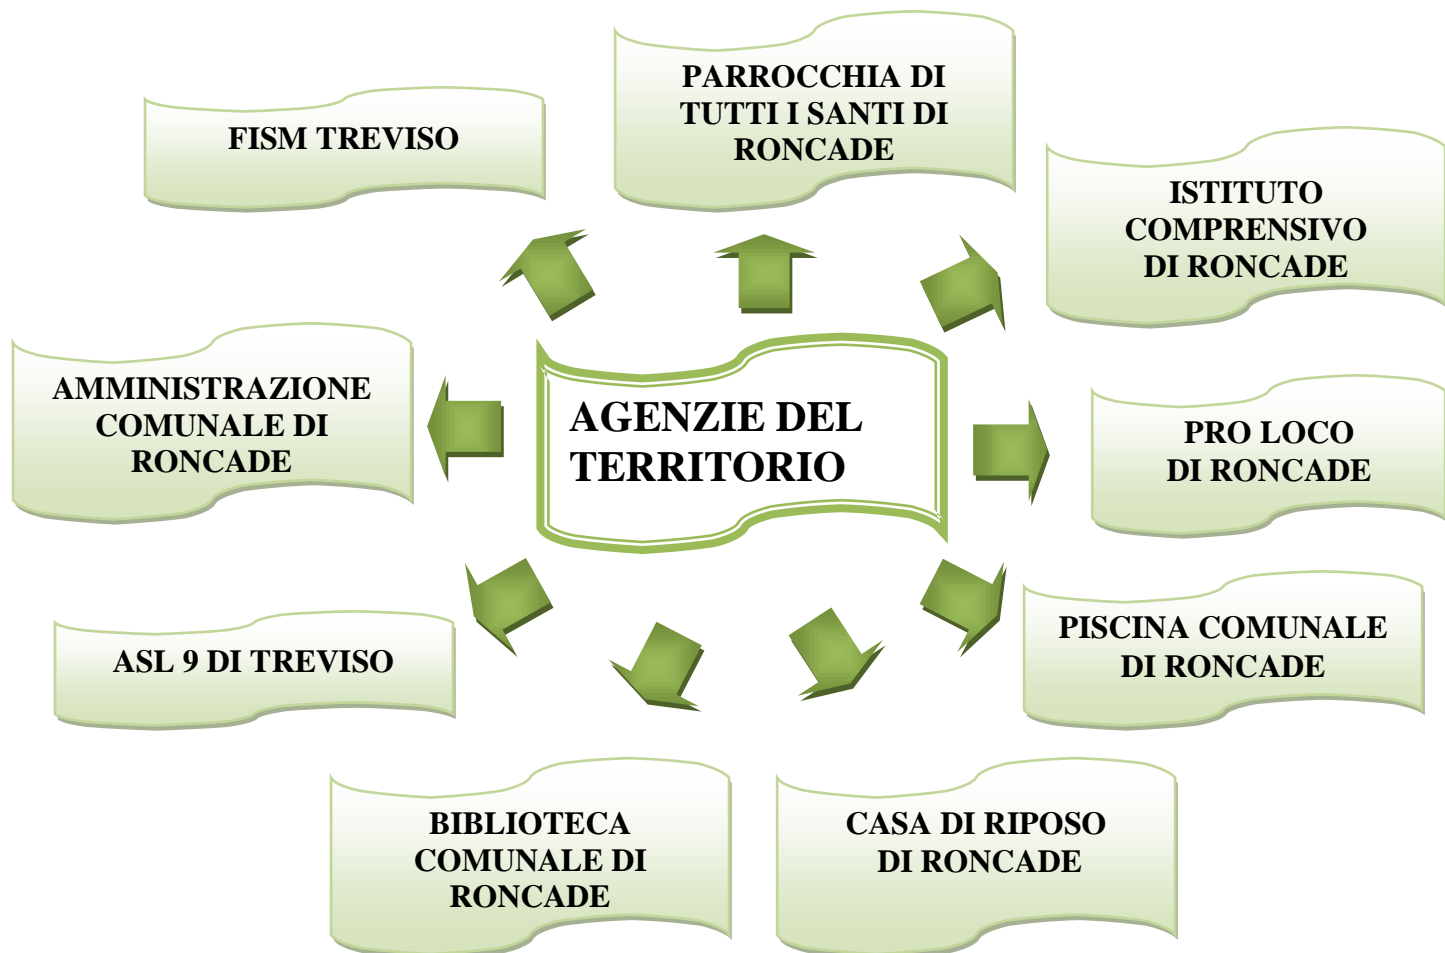 PARROCCHIA DI
TUTTI I SANTI DI
RONCADE
FISM TREVISO
ISTITUTO
COMPRENSIVO
DI RONCADE
AMMINISTRAZIONE
COMUNALE DI
RONCADE
AGENZIE DEL
TERRITORIO
PRO LOCO
DI RONCADE
ASL 9 DI TREVISO
PISCINA COMUNALE
DI RONCADE
BIBLIOTECA
COMUNALE DI
RONCADE
CASA DI RIPOSO
DI RONCADE